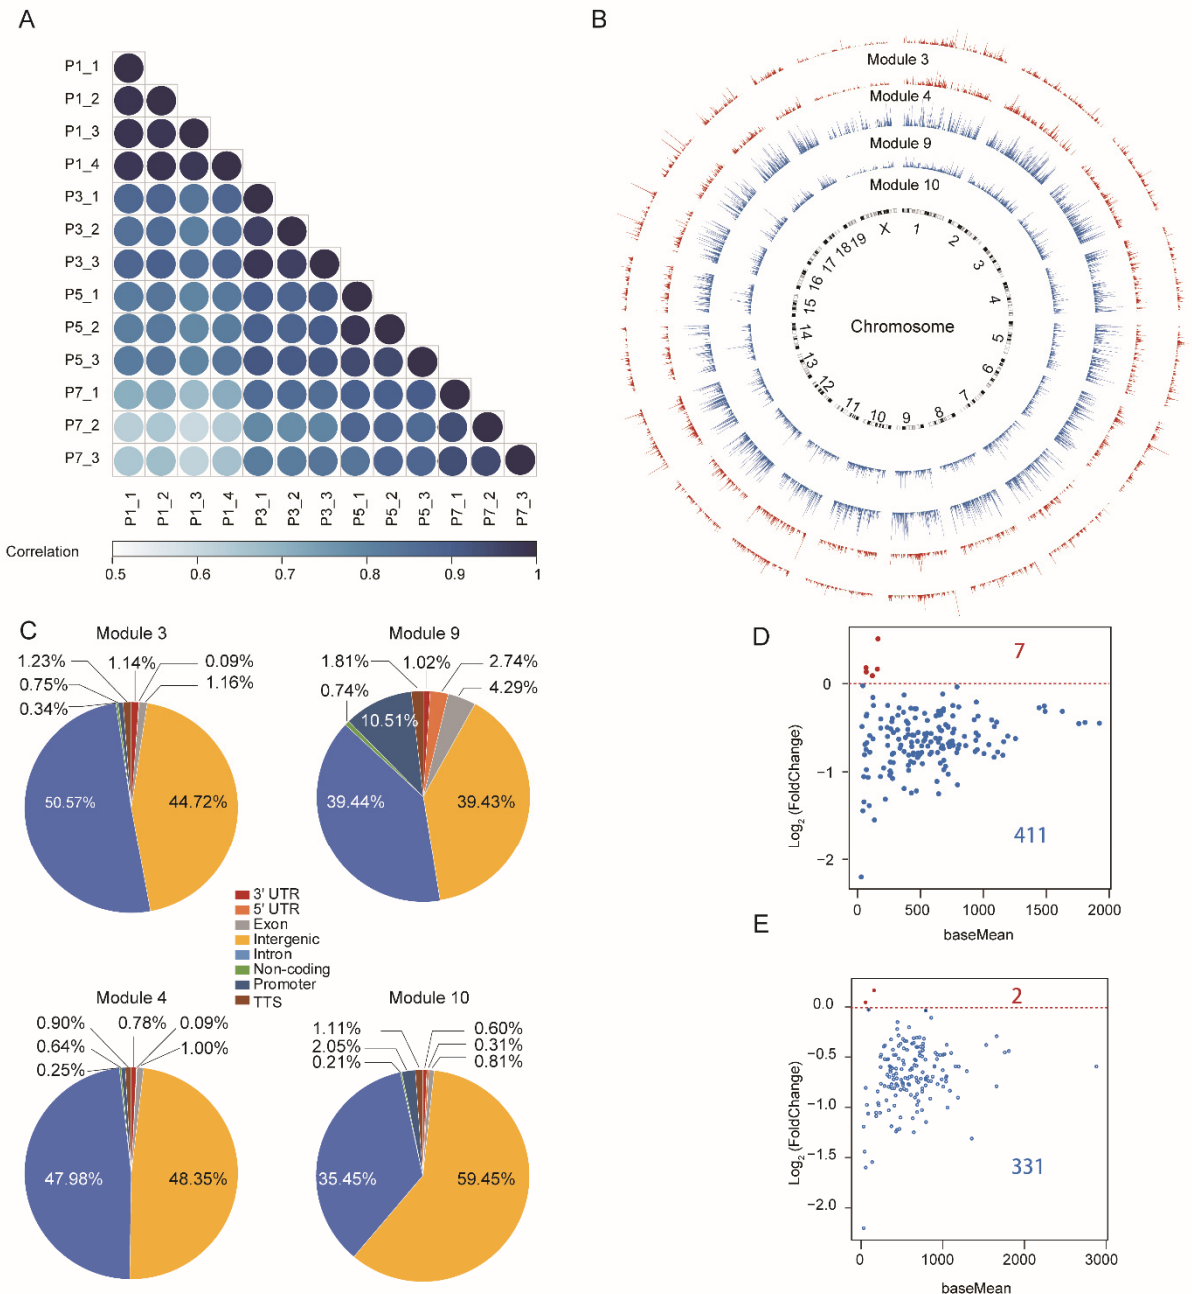 A
P1_1
P1_2
P1_3
P1_4
P3_1
P3_2
P3_3
P5_1
P5_2
P5_3
P7_1
P7_2
P7_3
P1_1 P1_2 P1_3 P1_4 P3_1 P3_2 P3_3 P5_1 P5_2 P5_3 P7_1 P7_2 P7_3
Correlation
0.5 0.6 0.7 0.8 0.9 1
B
Module 3
Module 4
Module 9
Module 10
X 1 2 3 4 5 6 7 8 9 10 11 12 13 14 15 16 17 18 19
Chromosome
C
Module 3
1.23% 1.14% 0.09%
0.75% 1.16%
0.34%
50.57% 44.72%
Module 9
1.81% 1.02% 2.74%
0.74% 4.29%
10.51%
39.44% 39.43%
3' UTR
5' UTR
Exon
Intergenic
Intron
Non-coding
Promoter
TTS
Module 4
0.90% 0.78% 0.09%
0.64% 1.00%
0.25%
47.98% 48.35%
Module 10
1.11% 0.60%
2.05% 0.31%
0.21% 0.81%
35.45% 59.45%
D
7
0
−1
−2
Log2 (FoldChange)
411
0 500 1000 1500 2000
baseMean
E
2
0.0
−0.5
−1.0
−1.5
−2.0
Log2 (FoldChange)
331
0 1000 2000 3000
baseMean